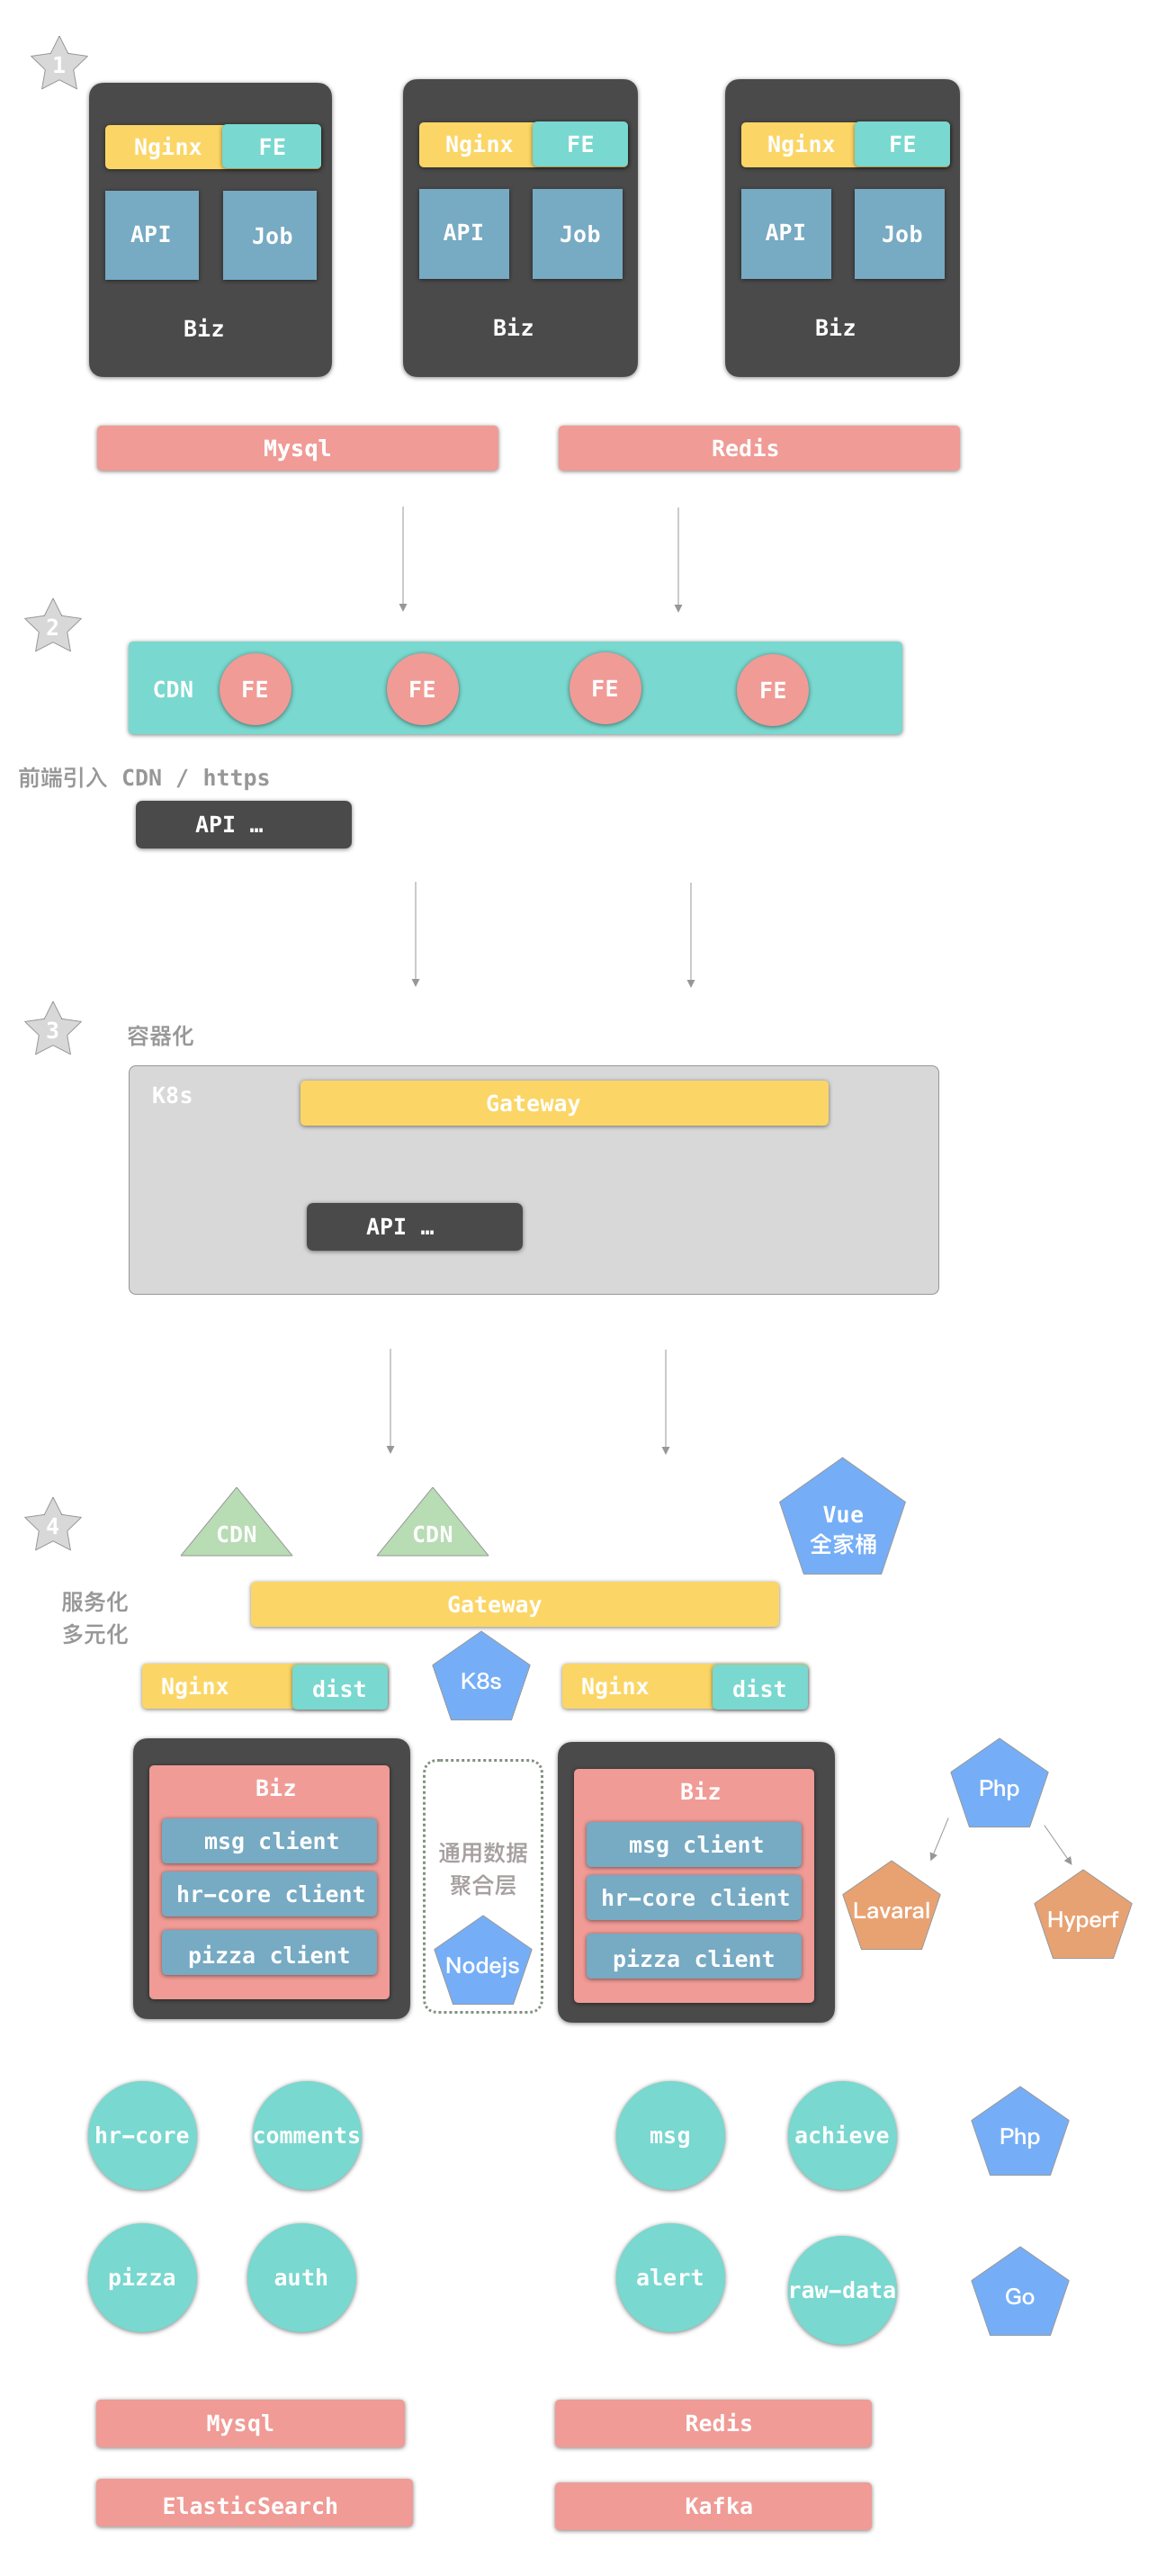 1
Nginx FE
API Job
Biz
Nginx FE
API Job
Biz
Nginx FE
API Job
Biz
Mysql
Redis
2
CDN FE FE FE FE
前端引入 CDN / https
API …
3
容器化
K8s
Gateway
API …
4
CDN
CDN
Vue
全家桶
服务化
多元化
Gateway
Nginx dist
K8s
Nginx dist
Biz
msg client
hr-core client
pizza client
通用数据
聚合层
Nodejs
Biz
msg client
hr-core client
pizza client
Php
Lavaral
Hyperf
hr-core
comments
msg
achieve
Php
pizza
auth
alert
raw-data
Go
Mysql
Redis
ElasticSearch
Kafka